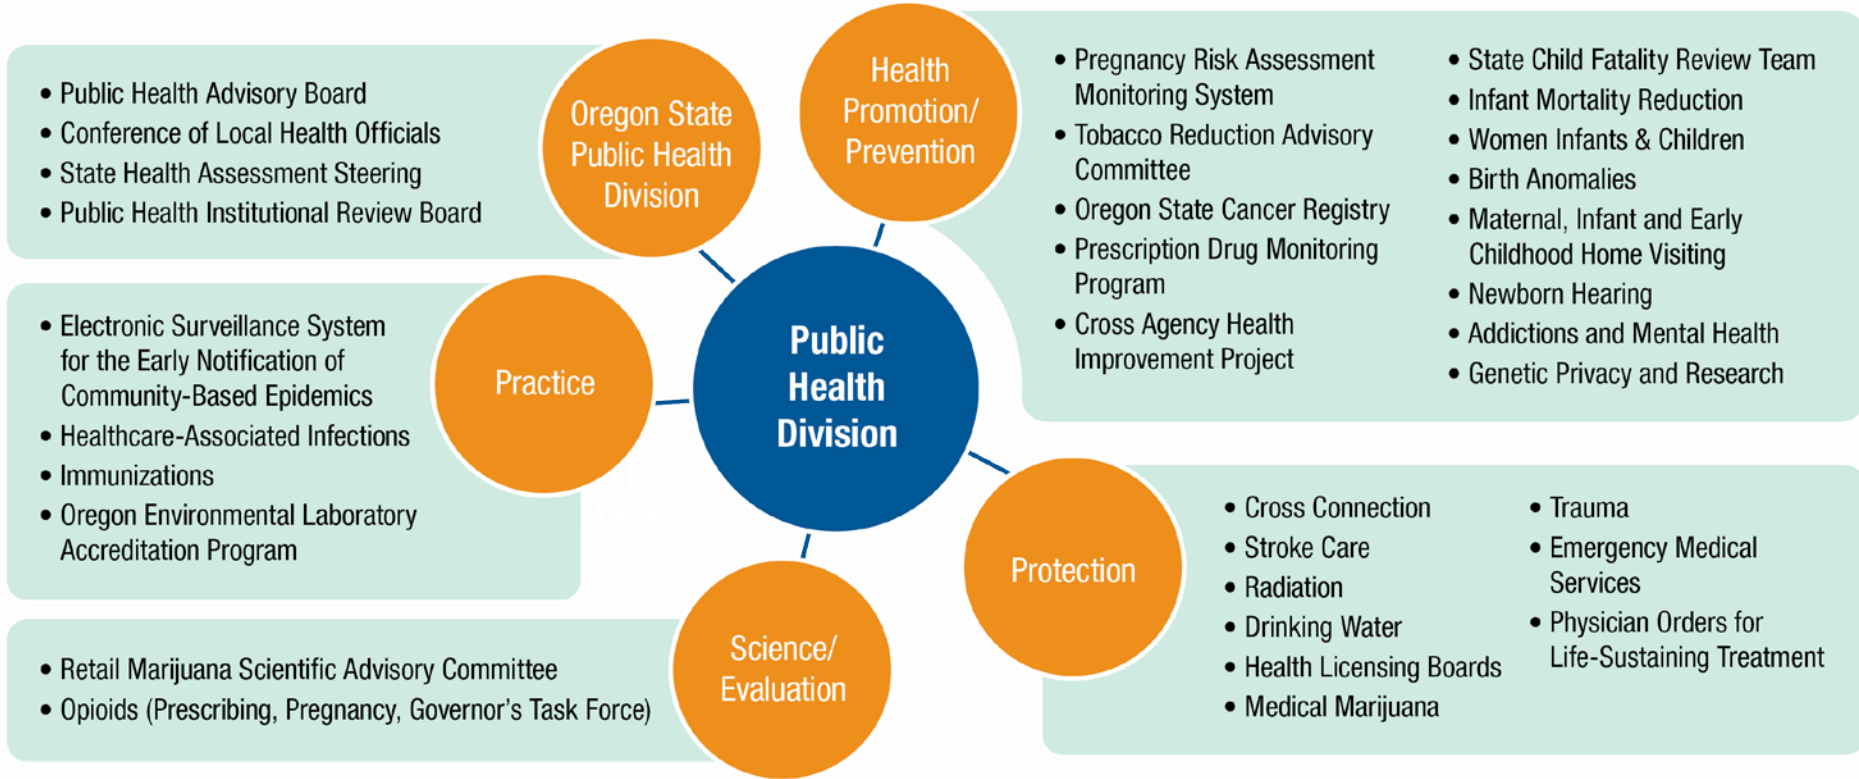 • Public Health Advisory Board
• Conference of Local Health Officials
• State Health Assessment Steering
• Public Health Institutional Review Board
Oregon State
Public Health
Division
Health
Promotion/
Prevention
• Pregnancy Risk Assessment
Monitoring System
• Tobacco Reduction Advisory
Committee
• Oregon State Cancer Registry
• Prescription Drug Monitoring
Program
• Cross Agency Health
Improvement Project
• State Child Fatality Review Team
• Infant Mortality Reduction
• Women Infants & Children
• Birth Anomalies
• Maternal, Infant and Early
Childhood Home Visiting
• Newborn Hearing
• Addictions and Mental Health
• Genetic Privacy and Research
• Electronic Surveillance System
for the Early Notification of
Community-Based Epidemics
• Healthcare-Associated Infections
• Immunizations
• Oregon Environmental Laboratory
Accreditation Program
Practice
Public
Health
Division
Protection
• Cross Connection
• Stroke Care
• Radiation
• Drinking Water
• Health Licensing Boards
• Medical Marijuana
• Trauma
• Emergency Medical
Services
• Physician Orders for
Life-Sustaining Treatment
• Retail Marijuana Scientific Advisory Committee
• Opioids (Prescribing, Pregnancy, Governor’s Task Force)
Science/
Evaluation